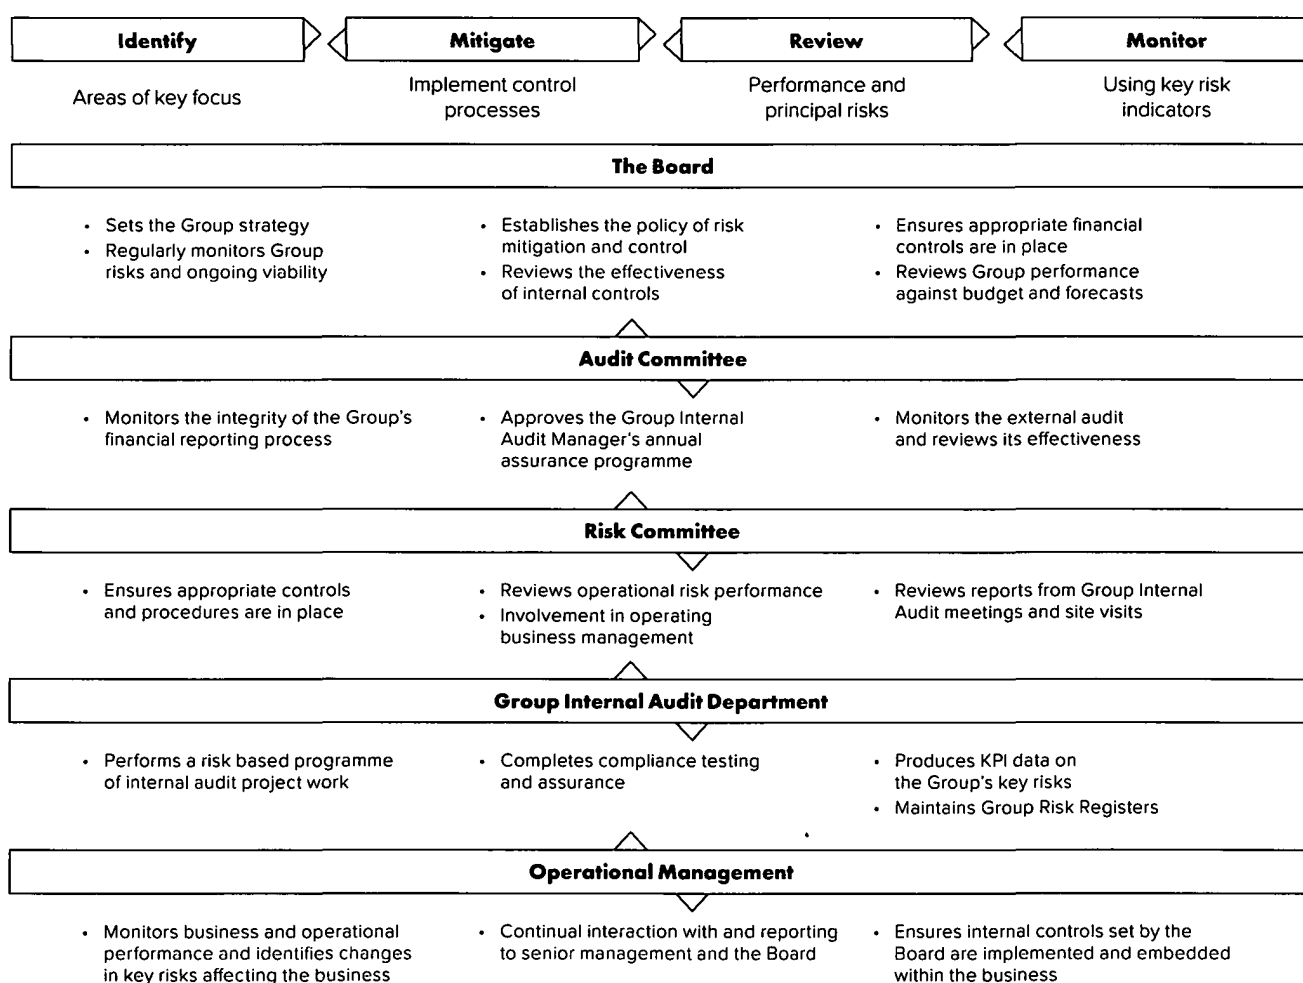 Identify
Mitigate
Review
Monitor
Areas of key focus
Implement control
processes
Performance and
principal risks
Using key risk
indicators
The Board
• Sets the Group strategy
• Regularly monitors Group
risks and ongoing viability
• Establishes the policy of risk
mitigation and control
• Reviews the effectiveness
of internal controls
• Ensures appropriate financial
controls are in place
• Reviews Group performance
against budget and forecasts
Audit Committee
• Monitors the integrity of the Group's
financial reporting process
• Approves the Group Internal
Audit Manager's annual
assurance programme
• Monitors the external audit
and reviews its effectiveness
Risk Committee
• Ensures appropriate controls
and procedures are in place
• Reviews operational risk performance
• Involvement in operating
business management
• Reviews reports from Group Internal
Audit meetings and site visits
Group Internal Audit Department
• Performs a risk based programme
of internal audit project work
• Completes compliance testing
and assurance
• Produces KPI data on
the Group's key risks
• Maintains Group Risk Registers
Operational Management
• Monitors business and operational
performance and identifies changes
in key risks affecting the business
• Continual interaction with and reporting
to senior management and the Board
• Ensures internal controls set by the
Board are implemented and embedded
within the business